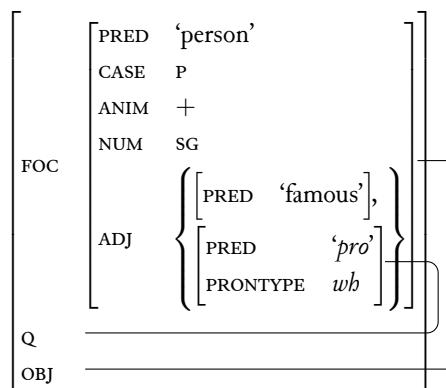 PRED ‘person’
CASE P
ANIM +
NUM SG
FOC
[PRED ‘famous’],
ADJ
PRED ‘pro’
PRONTYPE wh
Q
OBJ